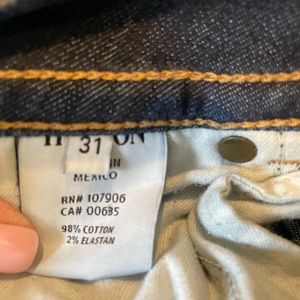 31
IN
MEXICO
RN# 107906
CA# 00635
98% COTTON
2% ELASTAN